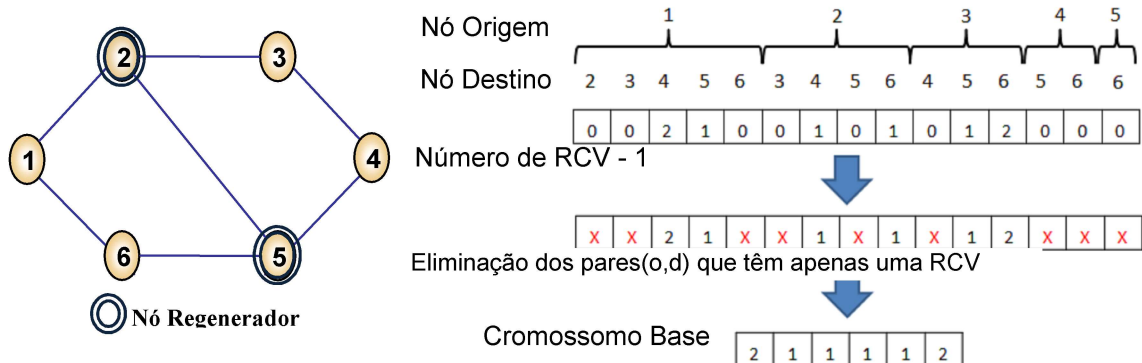 Nó Origem
1 2 3 4 5
Nó Destino
2 3 4 5 6 3 4 5 6 4 5 6 5 6 6
0 0 2 1 0 0 1 0 1 0 1 2 0 0 0
Número de RCV - 1
X X 2 1 X X 1 X 1 X 1 2 X X X
Eliminação dos pares(o,d) que têm apenas uma RCV
Cromossomo Base
2 1 1 1 1 2
2
3
1
4
6
5
Nó Regenerador